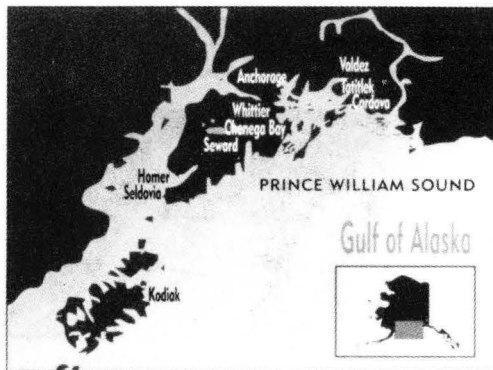 Valdez
Tatitlek
Cordova
Anchorage
Whittier
Chenega Bay
Seward
Homer
Seldovia
PRINCE WILLIAM SOUND
Gulf of Alaska
Kodiak